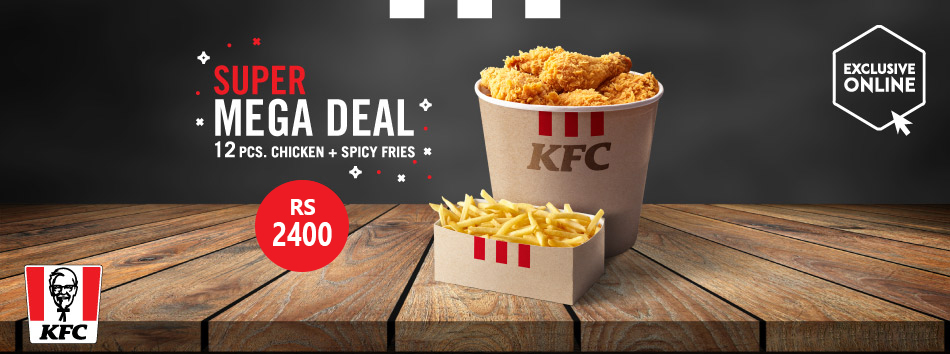 SUPER
MEGA DEAL
12 PCS. CHICKEN + SPICY FRIES
RS
2400
KFC
EXCLUSIVE
ONLINE
KFC